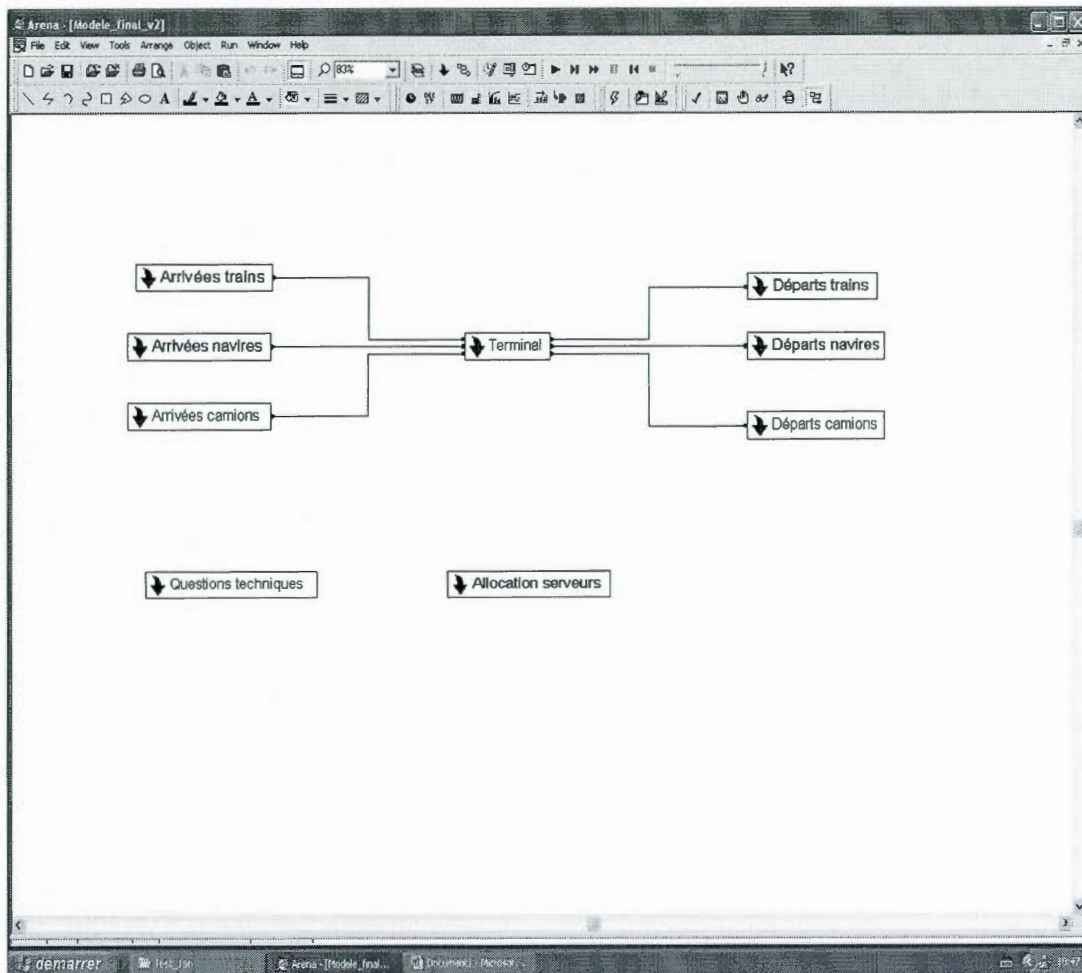 Arena - [Modele_final_v2]
File Edit View Tools Arrange Object Run Window Help
83%
Arrivées trains
Départs trains
Arrivées navires
Terminal
Départs navires
Arrivées camions
Départs camions
Questions techniques
Allocation serveurs
démarrer
Arena - [Modele_final...